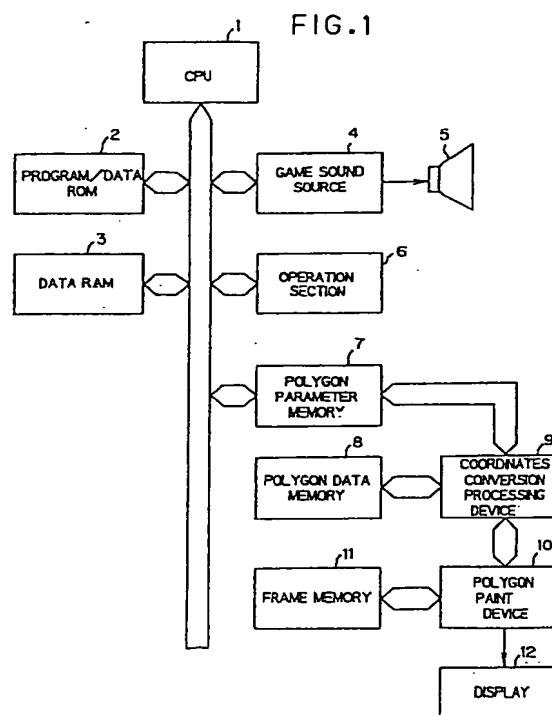 FIG.1
1
CPU
2
PROGRAM/DATA
ROM
4
GAME SOUND
SOURCE
5
3
DATA RAM
6
OPERATION
SECTION
7
POLYGON
PARAMETER
MEMORY
8
POLYGON DATA
MEMORY
9
COORDINATES
CONVERSION
PROCESSING
DEVICE
10
POLYGON
PAINT
DEVICE
11
FRAME MEMORY
12
DISPLAY